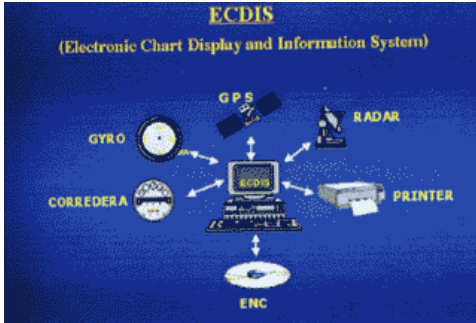 ECDIS
(Electronic Chart Display and Information System)
GPS
RADAR
GYRO
ECDIS
CORREDERA
PRINTER
ENC